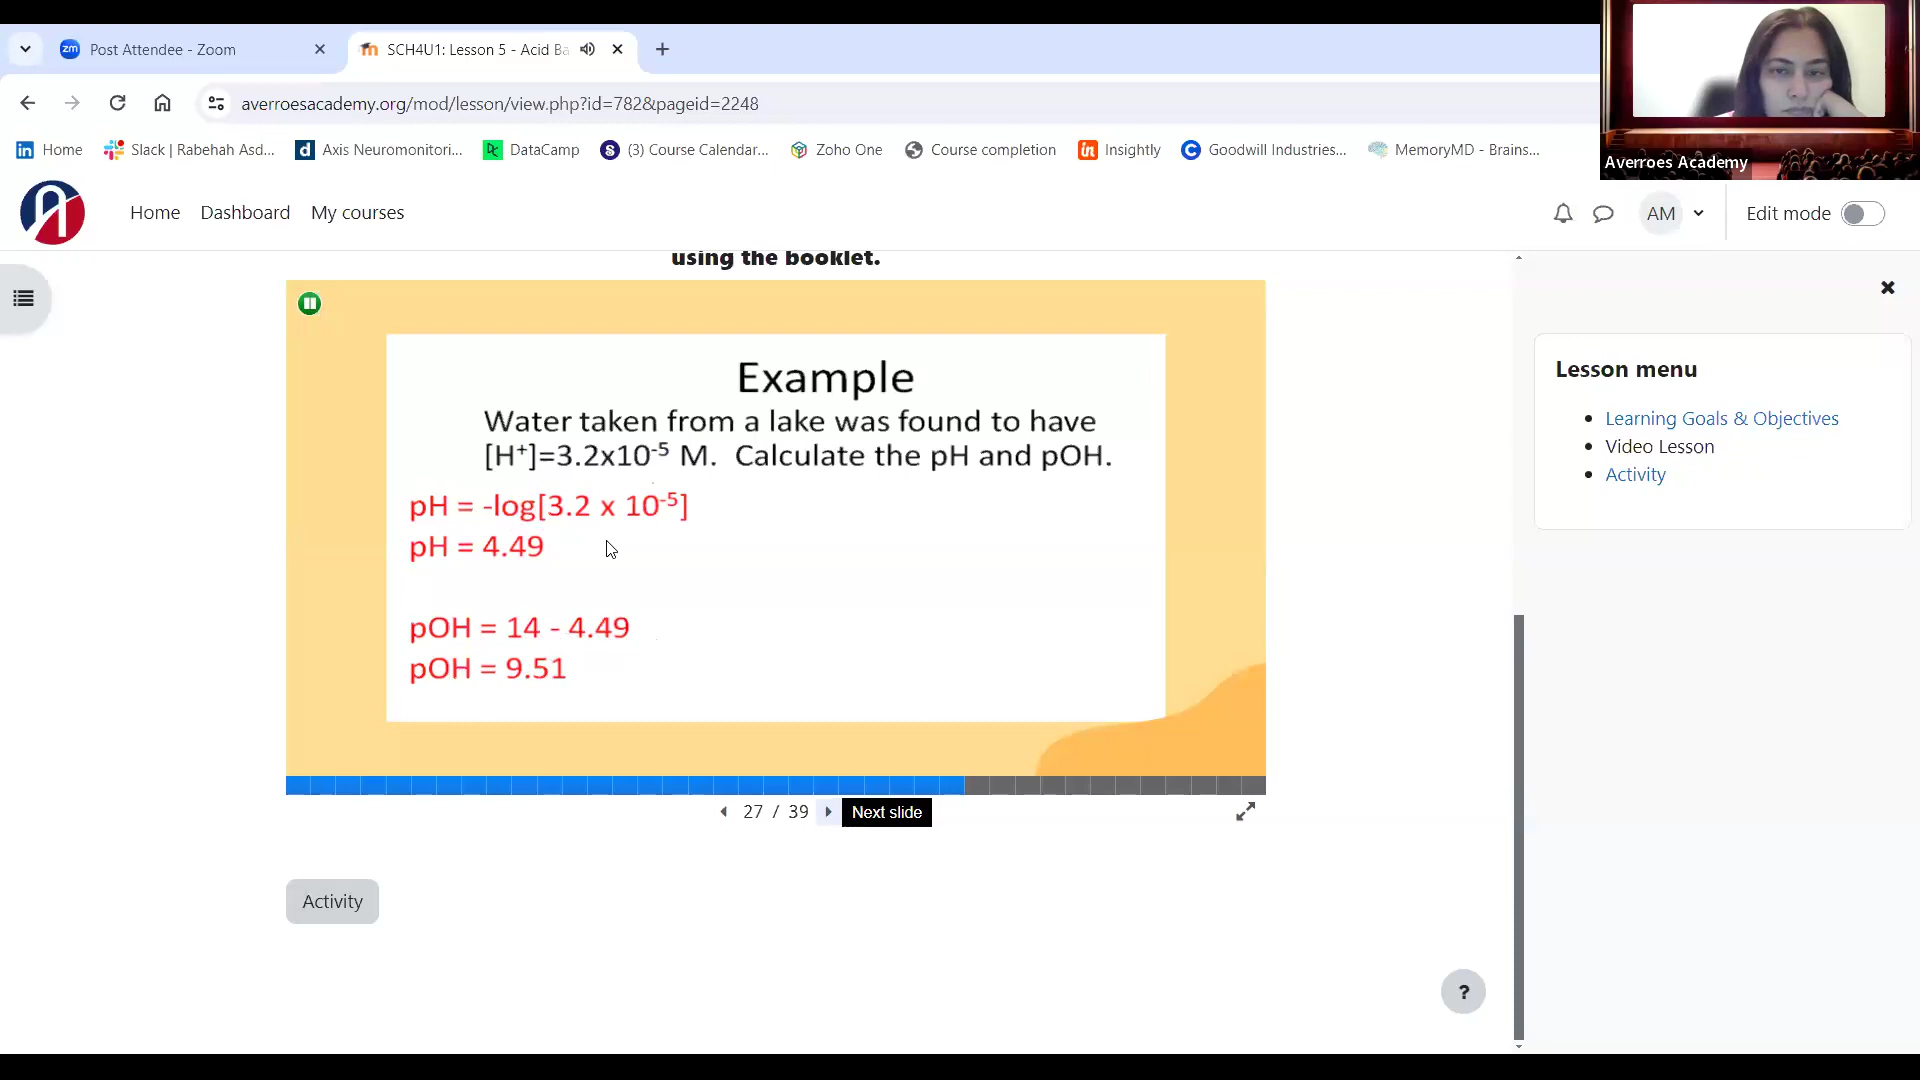 Post Attendee - Zoom
SCH4U1: Lesson 5 - Acid Ba
averroesacademy.org/mod/lesson/view.php?id=782&pageid=2248
Home
Slack | Rabehah Asd...
Axis Neuromonitori...
DataCamp
(3) Course Calendar...
Zoho One
Course completion
Insightly
Goodwill Industries...
MemoryMD - Brains...
Averroes Academy
Home
Dashboard
My courses
AM
Edit mode
using the booklet.
Example
Water taken from a lake was found to have
[H⁺]=3.2x10⁻⁵ M. Calculate the pH and pOH.
pH = -log[3.2 x 10⁻⁵]
pH = 4.49
pOH = 14 - 4.49
pOH = 9.51
27 / 39
Next slide
Activity
Lesson menu
Learning Goals & Objectives
Video Lesson
Activity
?